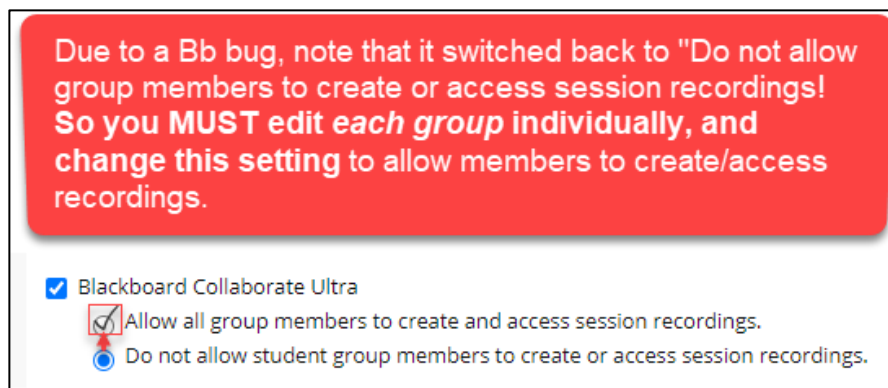 Due to a Bb bug, note that it switched back to "Do not allow
group members to create or access session recordings!
So you MUST edit each group individually, and
change this setting to allow members to create/access
recordings.
Blackboard Collaborate Ultra
Allow all group members to create and access session recordings.
Do not allow student group members to create or access session recordings.